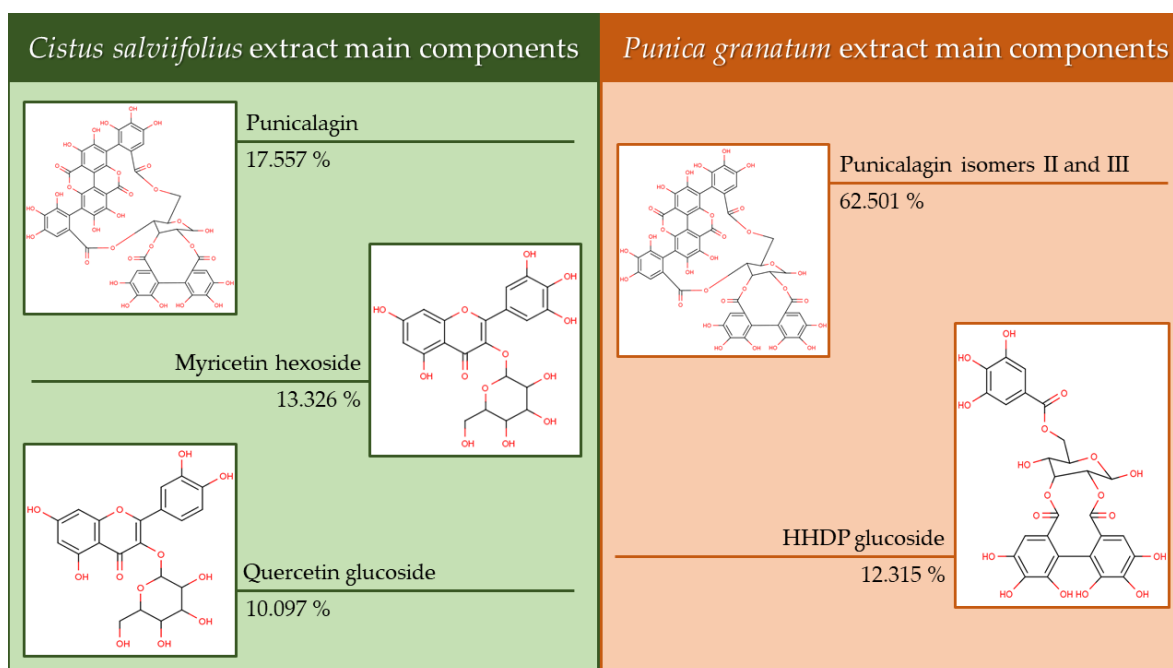 Cistus salviifolius extract main components
Punicalagin
17.557 %
Myricetin hexoside
13.326 %
Quercetin glucoside
10.097 %
Punica granatum extract main components
Punicalagin isomers II and III
62.501 %
HHDP glucoside
12.315 %